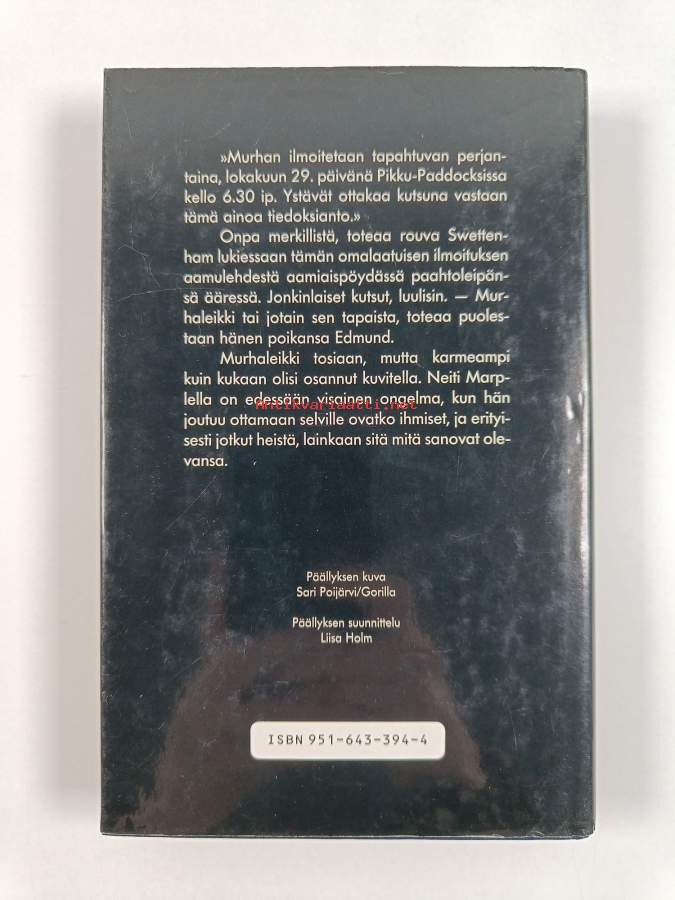 »Murhan ilmoitetaan tapahtuvan perjan-
taina, lokakuun 29. päivänä Pikku-Paddocksissa
kello 6.30 ip. Ystävät ottakaa kutsuna vastaan
tämä ainoa tiedoksianto.»
Onpa merkillistä, toteaa rouva Swetten-
ham lukiessaan tämän omalaatuisen ilmoituksen
aamulehdestä aamiaispöydässä paahtoleipän-
sä ääressä. Jonkinlaiset kutsut, luulisin. — Mur-
haleikki tai jotain sen tapaista, toteaa puoles-
taan hänen poikansa Edmund.
Murhaleikki tosiaan, mutta karmeampi
kuin kukaan olisi osannut kuvitella. Neiti Marp-
lella on edessään visainen ongelma, kun hän
Antikvariaatti.net
joutuu ottamaan selville ovatko ihmiset, ja erityi-
sesti jotkut heistä, lainkaan sitä mitä sanovat ole-
vansa.
Päällyksen kuva
Sari Poijärvi/Gorilla
Päällyksen suunnittelu
Liisa Holm
ISBN 951-643-394-4